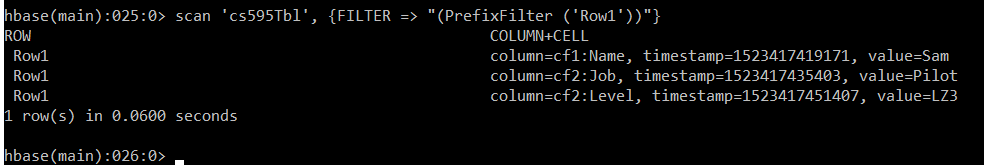 hbase(main):025:0> scan 'cs595Tbl', {FILTER => "(PrefixFilter ('Row1'))"}
ROW COLUMN+CELL
Row1 column=cf1:Name, timestamp=1523417419171, value=Sam
Row1 column=cf2:Job, timestamp=1523417435403, value=Pilot
Row1 column=cf2:Level, timestamp=1523417451407, value=LZ3
1 row(s) in 0.0600 seconds
hbase(main):026:0>